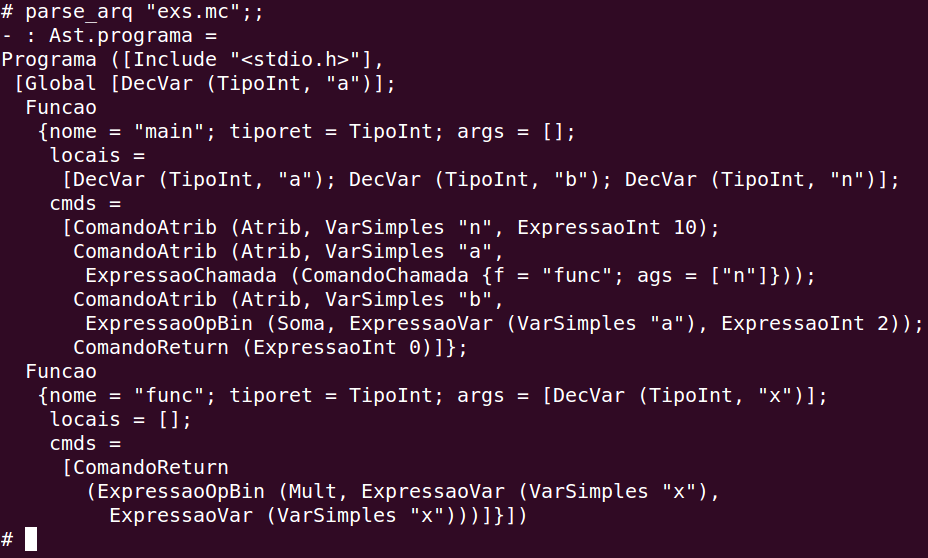 # parse_arq "exs.mc";;
- : Ast.programa =
Programa ([Include "<stdio.h>"],
 [Global [DecVar (TipoInt, "a")];
  Funcao
   {nome = "main"; tiporet = TipoInt; args = [];
    locais =
     [DecVar (TipoInt, "a"); DecVar (TipoInt, "b"); DecVar (TipoInt, "n")];
    cmds =
     [ComandoAtrib (Atrib, VarSimples "n", ExpressaoInt 10);
      ComandoAtrib (Atrib, VarSimples "a",
       ExpressaoChamada (ComandoChamada {f = "func"; ags = ["n"]}));
      ComandoAtrib (Atrib, VarSimples "b",
       ExpressaoOpBin (Soma, ExpressaoVar (VarSimples "a"), ExpressaoInt 2));
      ComandoReturn (ExpressaoInt 0)]};
  Funcao
   {nome = "func"; tiporet = TipoInt; args = [DecVar (TipoInt, "x")];
    locais = [];
    cmds =
     [ComandoReturn
       (ExpressaoOpBin (Mult, ExpressaoVar (VarSimples "x"),
         ExpressaoVar (VarSimples "x")))]}])
#